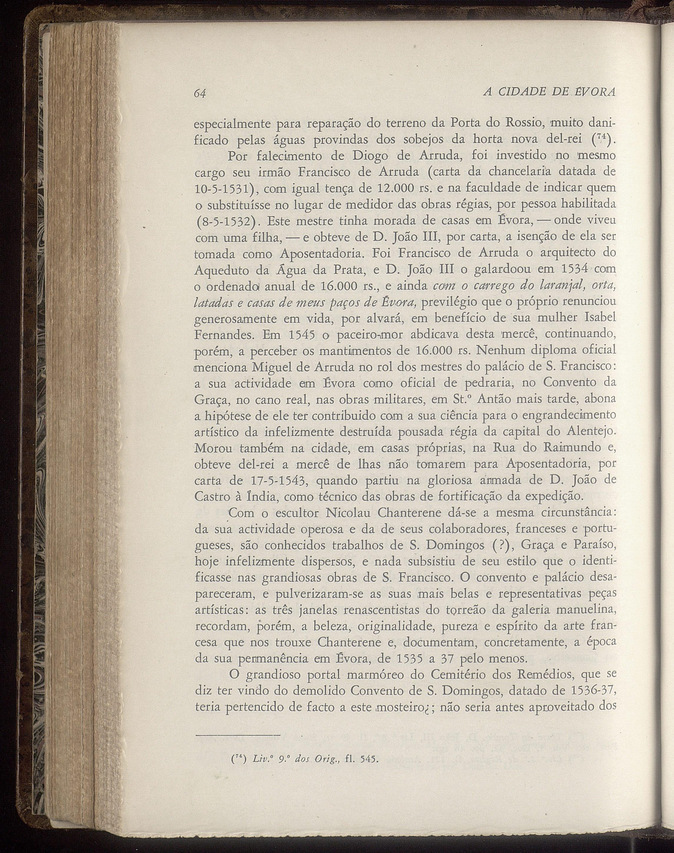 64 A CIDADE DE ÉVORA
especialmente para reparação do terreno da Porta do Rossio, muito dani-
ficado pelas águas provindas dos sobejos da horta nova del-rei (⁷⁴).
Por falecimento de Diogo de Arruda, foi investido no mesmo
cargo seu irmão Francisco de Arruda (carta da chancelaria datada de
10-5-1531), com igual tença de 12.000 rs. e na faculdade de indicar quem
o substituísse no lugar de medidor das obras régias, por pessoa habilitada
(8-5-1532). Este mestre tinha morada de casas em Évora, — onde viveu
com uma filha, — e obteve de D. João III, por carta, a isenção de ela ser
tomada como Aposentadoria. Foi Francisco de Arruda o arquitecto do
Aqueduto da Água da Prata, e D. João III o galardoou em 1534 com
o ordenado anual de 16.000 rs., e ainda com o carrego do laranjal, orta,
latadas e casas de meus paços de Évora, previlégio que o próprio renunciou
generosamente em vida, por alvará, em benefício de sua mulher Isabel
Fernandes. Em 1545 o paceiro-mor abdicava desta mercê, continuando,
porém, a perceber os mantimentos de 16.000 rs. Nenhum diploma oficial
menciona Miguel de Arruda no rol dos mestres do palácio de S. Francisco:
a sua actividade em Évora como oficial de pedraria, no Convento da
Graça, no cano real, nas obras militares, em St.º Antão mais tarde, abona
a hipótese de ele ter contribuído com a sua ciência para o engrandecimento
artístico da infelizmente destruída pousada régia da capital do Alentejo.
Morou também na cidade, em casas próprias, na Rua do Raimundo e,
obteve del-rei a mercê de lhas não tomarem para Aposentadoria, por
carta de 17-5-1543, quando partiu na gloriosa armada de D. João de
Castro à Índia, como técnico das obras de fortificação da expedição.
Com o escultor Nicolau Chanterene dá-se a mesma circunstância:
da sua actividade operosa e da de seus colaboradores, franceses e portu-
gueses, são conhecidos trabalhos de S. Domingos (?), Graça e Paraíso,
hoje infelizmente dispersos, e nada subsistiu de seu estilo que o identi-
ficasse nas grandiosas obras de S. Francisco. O convento e palácio desa-
pareceram, e pulverizaram-se as suas mais belas e representativas peças
artísticas: as três janelas renascentistas do torreão da galeria manuelina,
recordam, porém, a beleza, originalidade, pureza e espírito da arte fran-
cesa que nos trouxe Chanterene e, documentam, concretamente, a época
da sua permanência em Évora, de 1535 a 37 pelo menos.
O grandioso portal marmóreo do Cemitério dos Remédios, que se
diz ter vindo do demolido Convento de S. Domingos, datado de 1536-37,
teria pertencido de facto a este mosteiro¿; não seria antes aproveitado dos
(⁷⁴) Liv.º 9.º dos Orig., fl. 545.